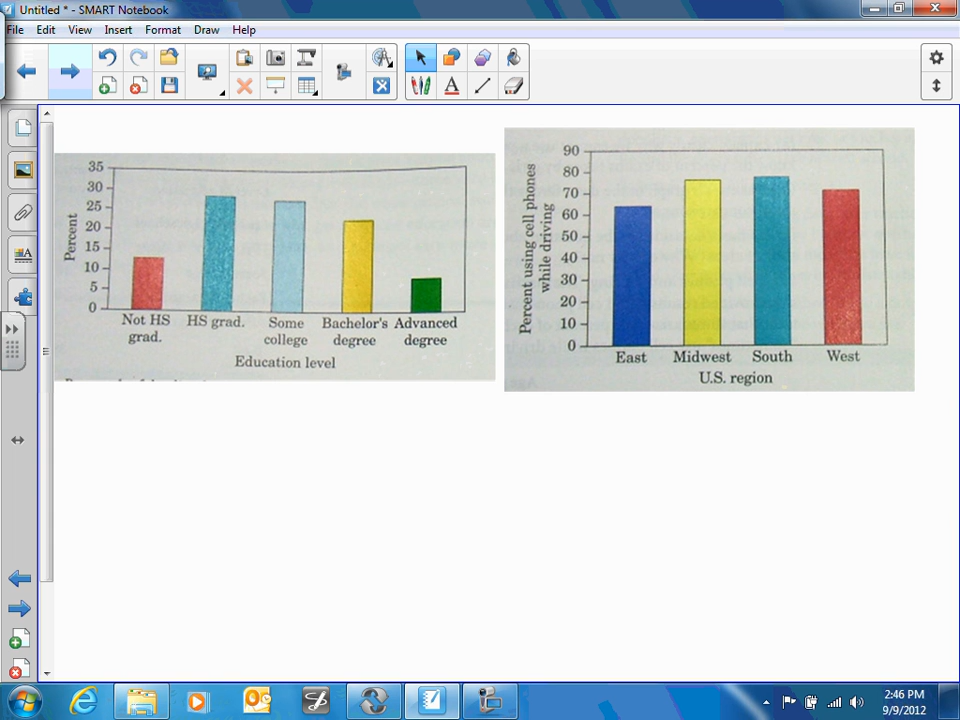 Untitled * - SMART Notebook
File Edit View Insert Format Draw Help
35
30
25
20
15
10
5
0
Percent
Not HS grad.
HS grad.
Some college
Bachelor's degree
Advanced degree
Education level
90
80
70
60
50
40
30
20
10
0
Percent using cell phones
while driving
East Midwest South West
U.S. region
2:46 PM
9/9/2012